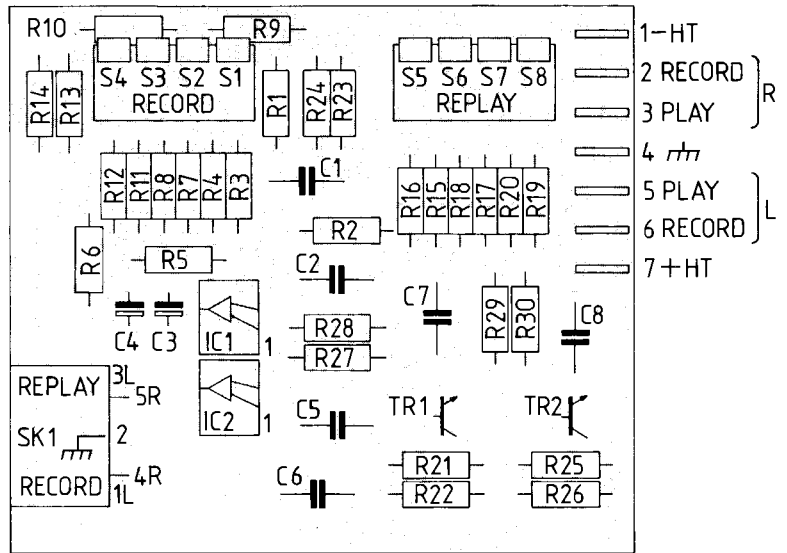 R10
R9
1-HT
S4 S3 S2 S1
S5 S6 S7 S8
RECORD
REPLAY
R14
R13
R1
R24
R23
2 RECORD
3 PLAY
R
4
5 PLAY
6 RECORD
L
7+HT
R12
R11
R8
R7
R4
R3
C1
R16
R15
R18
R17
R20
R19
R6
R2
R5
C2
C4
C3
IC1
1
R28
R27
C7
R29
R30
C8
IC2
1
C5
TR1
TR2
REPLAY
3L
5R
SK1
2
RECORD
4R
1L
C6
R21
R22
R25
R26